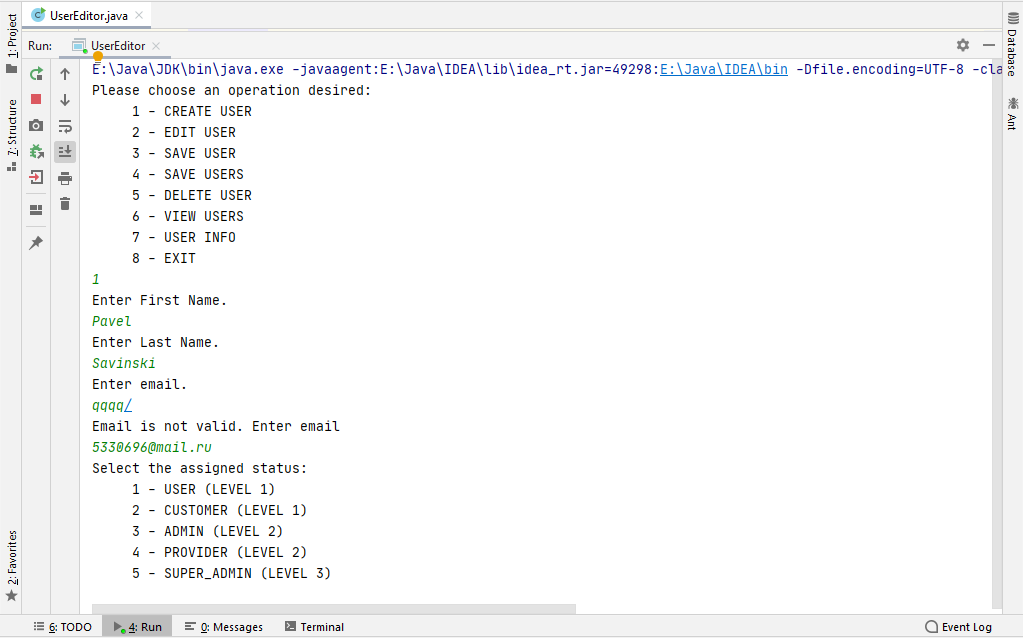 UserEditor.java
Run: UserEditor
E:\Java\JDK\bin\java.exe -javaagent:E:\Java\IDEA\lib\idea_rt.jar=49298:E:\Java\IDEA\bin -Dfile.encoding=UTF-8 -cla
Please choose an operation desired:
1 - CREATE USER
2 - EDIT USER
3 - SAVE USER
4 - SAVE USERS
5 - DELETE USER
6 - VIEW USERS
7 - USER INFO
8 - EXIT
1
Enter First Name.
Pavel
Enter Last Name.
Savinski
Enter email.
qqqq/
Email is not valid. Enter email
5330696@mail.ru
Select the assigned status:
1 - USER (LEVEL 1)
2 - CUSTOMER (LEVEL 1)
3 - ADMIN (LEVEL 2)
4 - PROVIDER (LEVEL 2)
5 - SUPER_ADMIN (LEVEL 3)
1: Project
7: Structure
2: Favorites
Database
Ant
6: TODO 4: Run 0: Messages Terminal Event Log